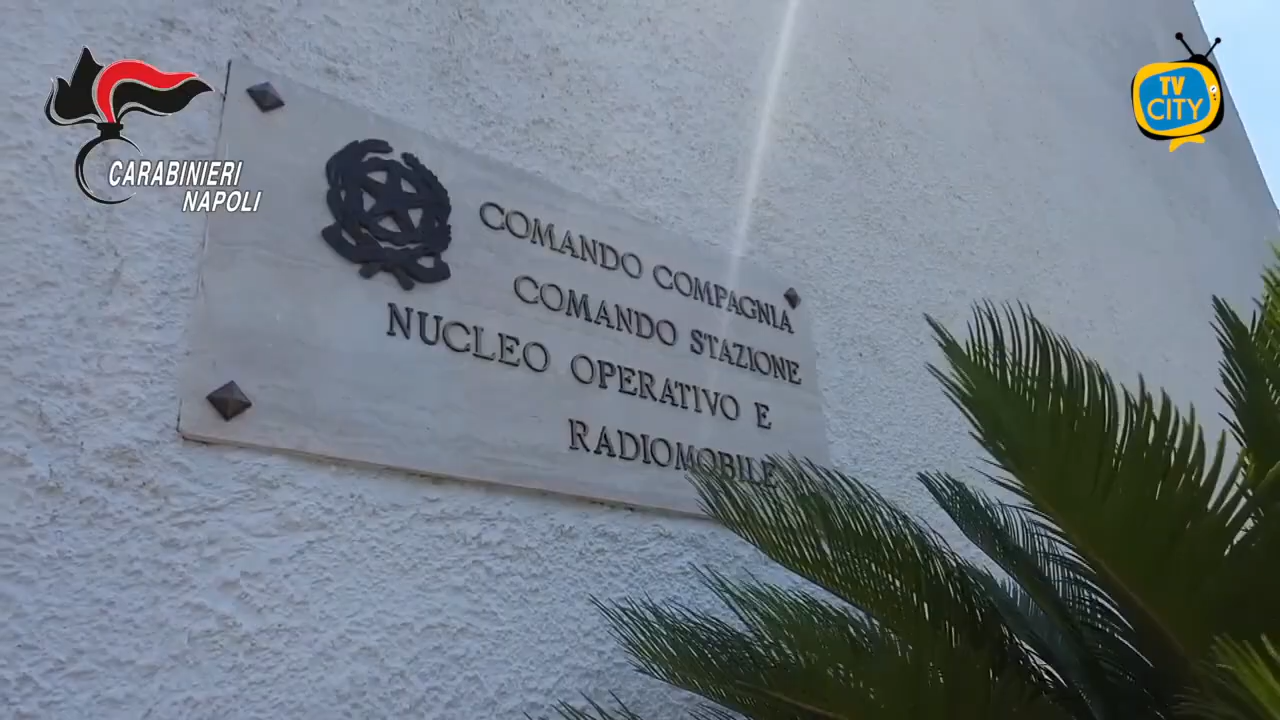 CARABINIERI
NAPOLI
TV
CITY
COMANDO COMPAGNIA
COMANDO STAZIONE
NUCLEO OPERATIVO E
RADIOMOBILE